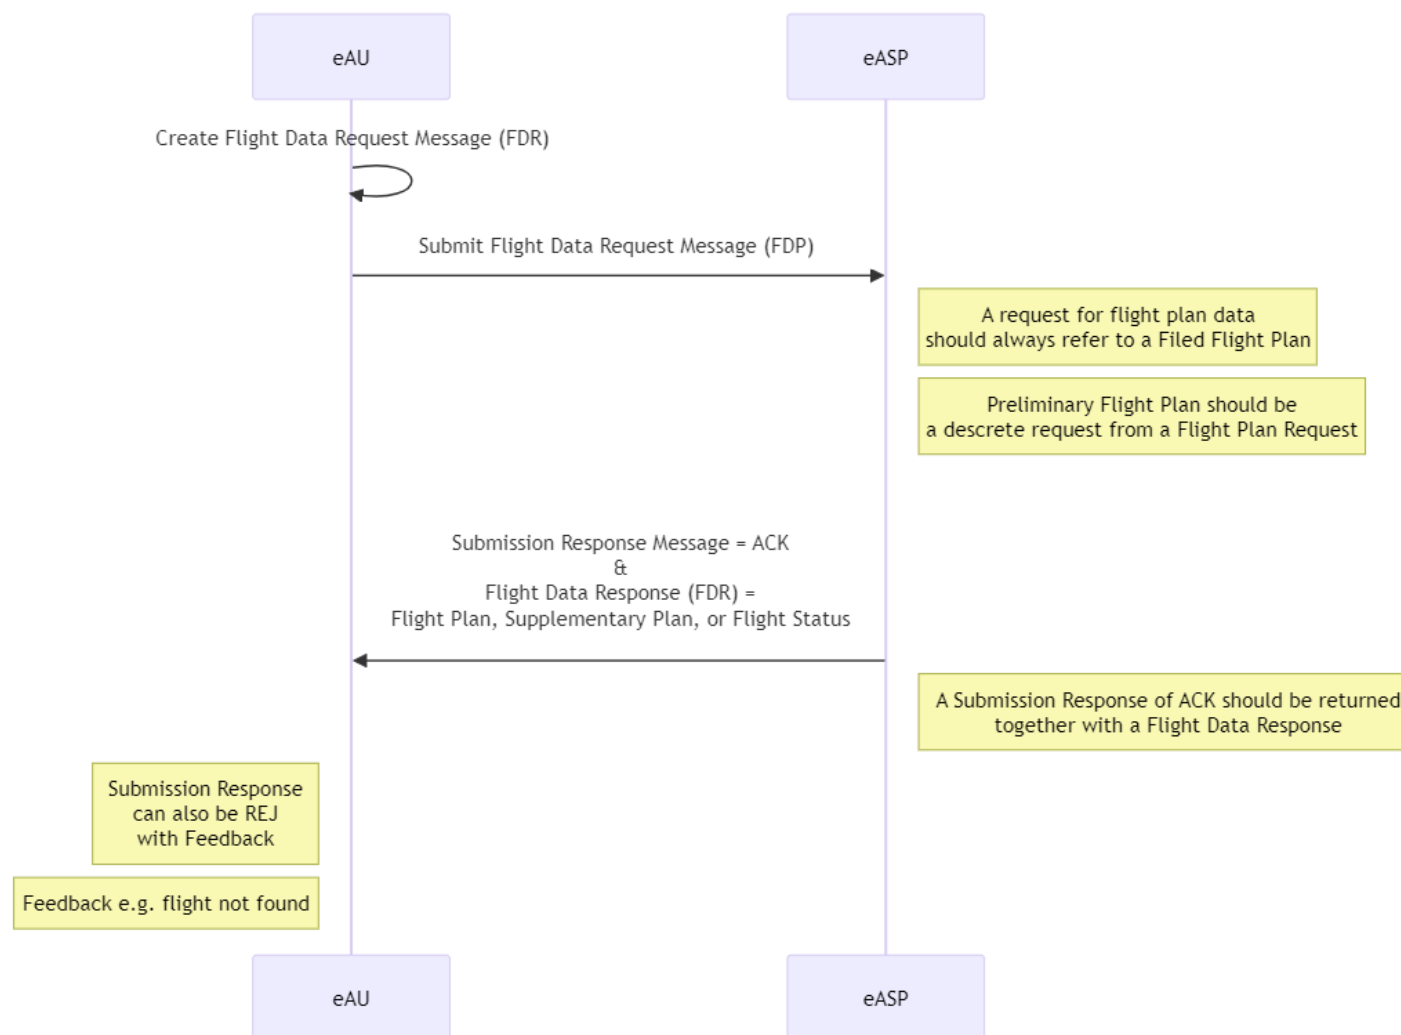 eAU
eASP
Create Flight Data Request Message (FDR)
Submit Flight Data Request Message (FDP)
A request for flight plan data
should always refer to a Filed Flight Plan
Preliminary Flight Plan should be
a descrete request from a Flight Plan Request
Submission Response Message = ACK
&
Flight Data Response (FDR) =
Flight Plan, Supplementary Plan, or Flight Status
A Submission Response of ACK should be returned
together with a Flight Data Response
Submission Response
can also be REJ
with Feedback
Feedback e.g. flight not found
eAU
eASP